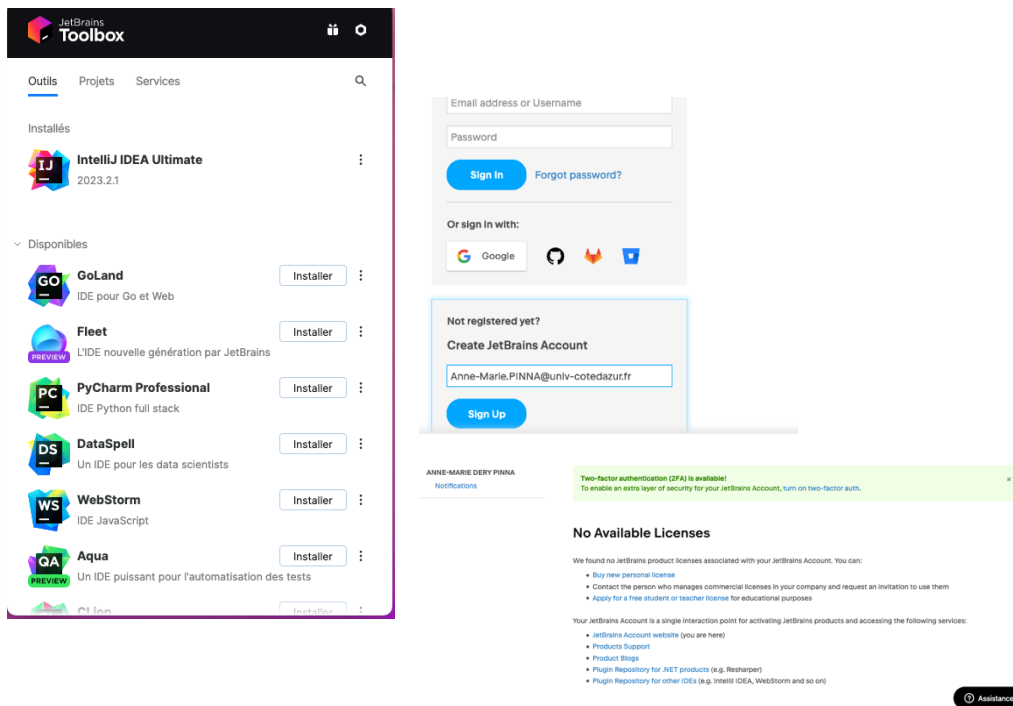 JetBrains
Toolbox
Outils Projets Services
Installés
IJ
IntelliJ IDEA Ultimate
2023.2.1
Disponibles
GO
GoLand
Installer
IDE pour Go et Web
Fleet
Installer
PREVIEW
L'IDE nouvelle génération par JetBrains
PC
PyCharm Professional
Installer
IDE Python full stack
DS
DataSpell
Installer
Un IDE pour les data scientists
WS
WebStorm
Installer
IDE JavaScript
QA
Aqua
Installer
PREVIEW
Un IDE puissant pour l'automatisation des tests
CLion
Installer
Email address or Username
Password
Sign In Forgot password?
Or sign in with:
Google
Not registered yet?
Create JetBrains Account
Anne-Marie.PINNA@univ-cotedazur.fr
Sign Up
ANNE-MARIE DERY PINNA
Notifications
Two-factor authentication (2FA) is available!
To enable an extra layer of security for your JetBrains Account, turn on two-factor auth.
No Available Licenses
We found no JetBrains product licenses associated with your JetBrains Account. You can:
• Buy new personal license
• Contact the person who manages commercial licenses in your company and request an invitation to use them
• Apply for a free student or teacher license for educational purposes
Your JetBrains Account is a single interaction point for activating JetBrains products and accessing the following services:
• JetBrains Account website (you are here)
• Products Support
• Product Blogs
• Plugin Repository for .NET products (e.g. Resharper)
• Plugin Repository for other IDEs (e.g. IntelliJ IDEA, WebStorm and so on)
Assistance